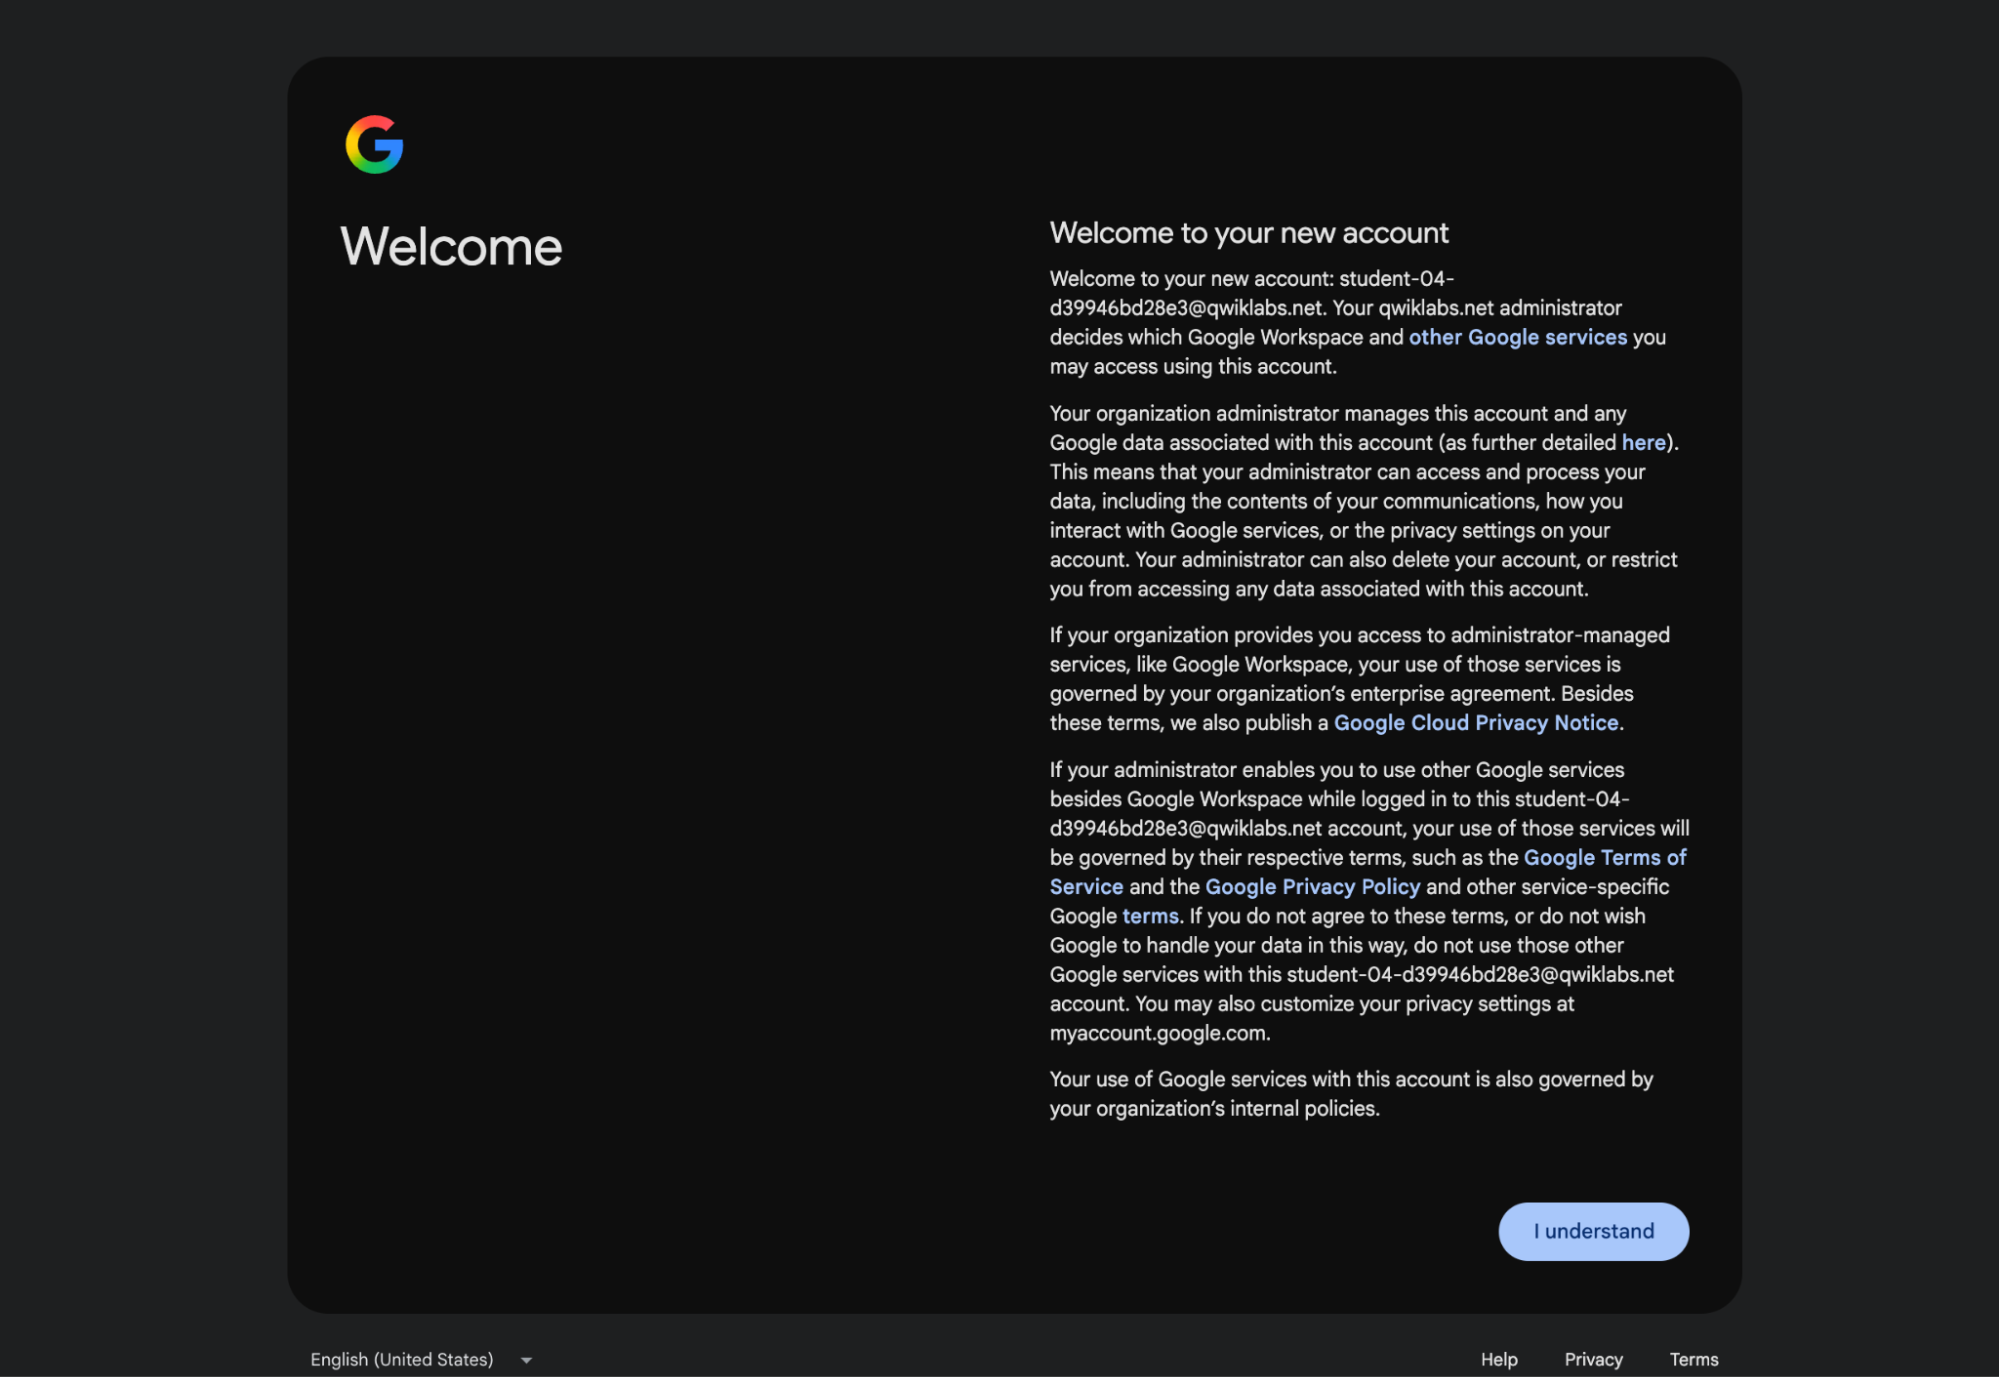 Welcome
Welcome to your new account
Welcome to your new account: student-04-
d39946bd28e3@qwiklabs.net. Your qwiklabs.net administrator
decides which Google Workspace and other Google services you
may access using this account.
Your organization administrator manages this account and any
Google data associated with this account (as further detailed here).
This means that your administrator can access and process your
data, including the contents of your communications, how you
interact with Google services, or the privacy settings on your
account. Your administrator can also delete your account, or restrict
you from accessing any data associated with this account.
If your organization provides you access to administrator-managed
services, like Google Workspace, your use of those services is
governed by your organization’s enterprise agreement. Besides
these terms, we also publish a Google Cloud Privacy Notice.
If your administrator enables you to use other Google services
besides Google Workspace while logged in to this student-04-
d39946bd28e3@qwiklabs.net account, your use of those services will
be governed by their respective terms, such as the Google Terms of
Service and the Google Privacy Policy and other service-specific
Google terms. If you do not agree to these terms, or do not wish
Google to handle your data in this way, do not use those other
Google services with this student-04-d39946bd28e3@qwiklabs.net
account. You may also customize your privacy settings at
myaccount.google.com.
Your use of Google services with this account is also governed by
your organization’s internal policies.
I understand
English (United States)
Help Privacy Terms